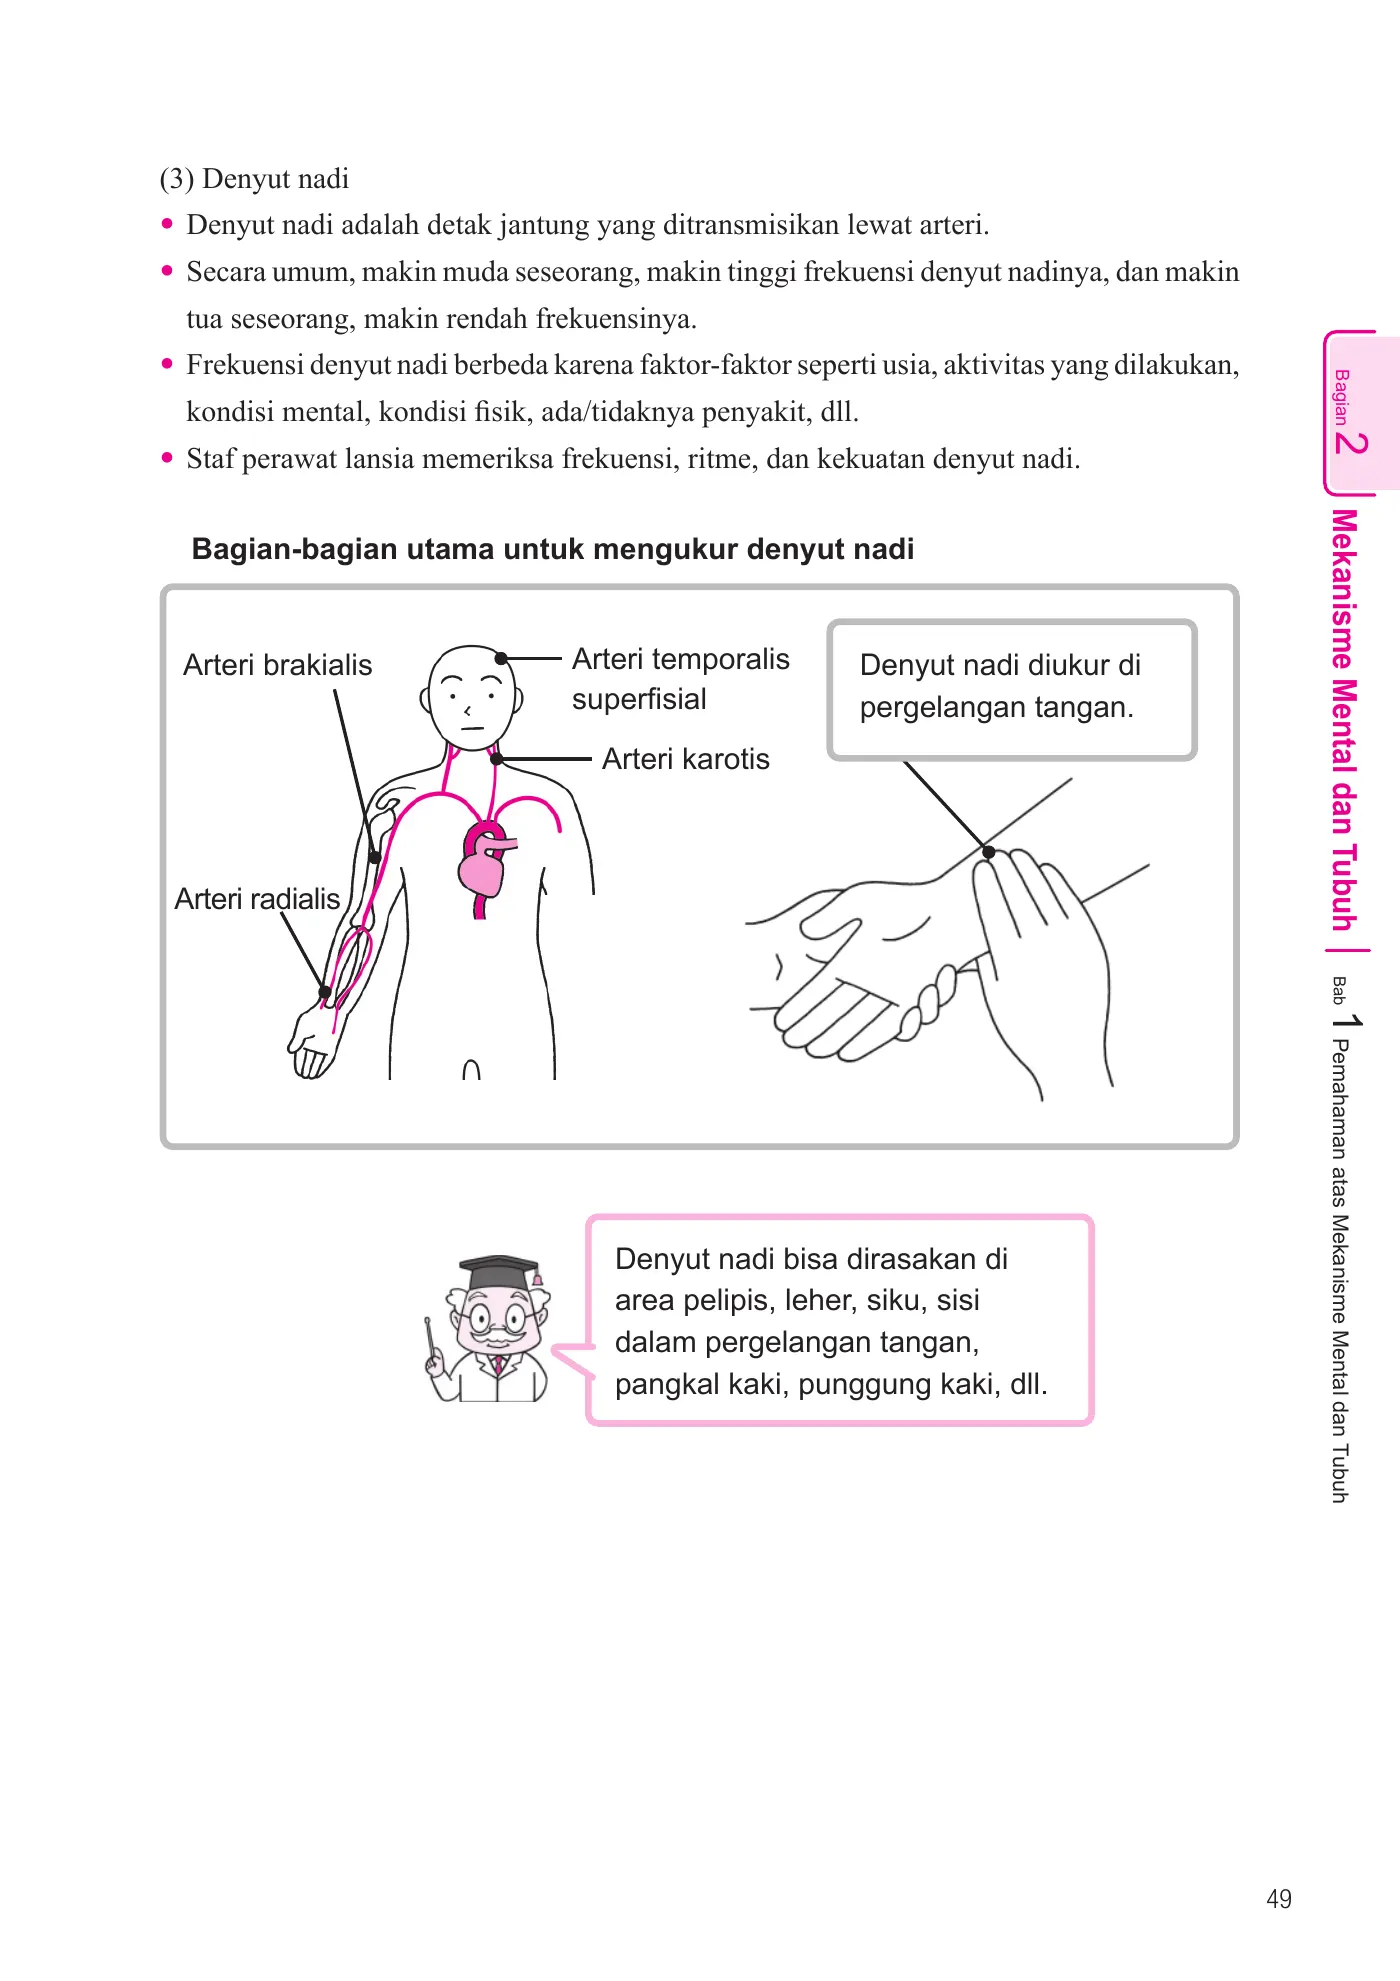 (3) Denyut nadi
• Denyut nadi adalah detak jantung yang ditransmisikan lewat arteri.
• Secara umum, makin muda seseorang, makin tinggi frekuensi denyut nadinya, dan makin
tua seseorang, makin rendah frekuensinya.
• Frekuensi denyut nadi berbeda karena faktor-faktor seperti usia, aktivitas yang dilakukan,
kondisi mental, kondisi fisik, ada/tidaknya penyakit, dll.
• Staf perawat lansia memeriksa frekuensi, ritme, dan kekuatan denyut nadi.
Bagian-bagian utama untuk mengukur denyut nadi
Arteri brakialis
Arteri temporalis
superfisial
Arteri karotis
Arteri radialis
Denyut nadi diukur di
pergelangan tangan.
Denyut nadi bisa dirasakan di
area pelipis, leher, siku, sisi
dalam pergelangan tangan,
pangkal kaki, punggung kaki, dll.
Bagian 2 Mekanisme Mental dan Tubuh
Bab 1 Pemahaman atas Mekanisme Mental dan Tubuh
49